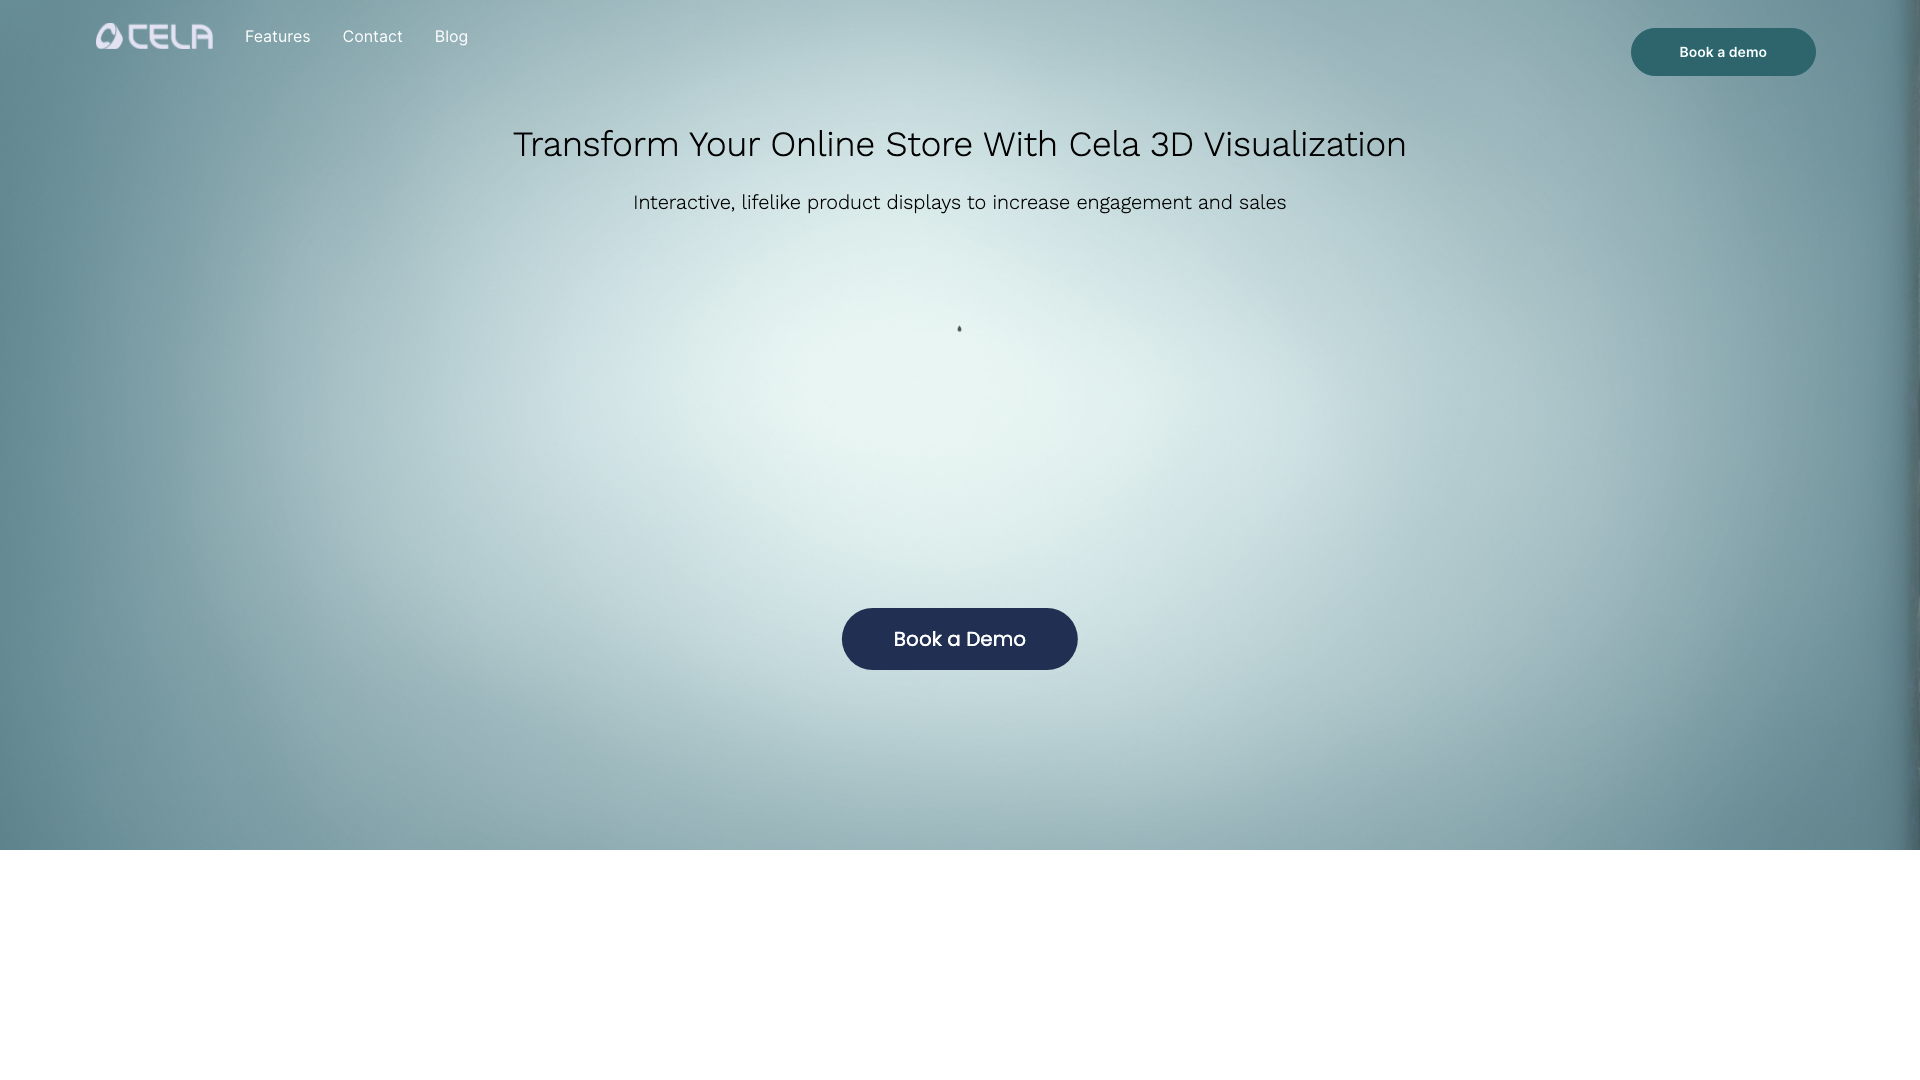 CELA
Features
Contact
Blog
Book a demo
Transform Your Online Store With Cela 3D Visualization
Interactive, lifelike product displays to increase engagement and sales
Book a Demo